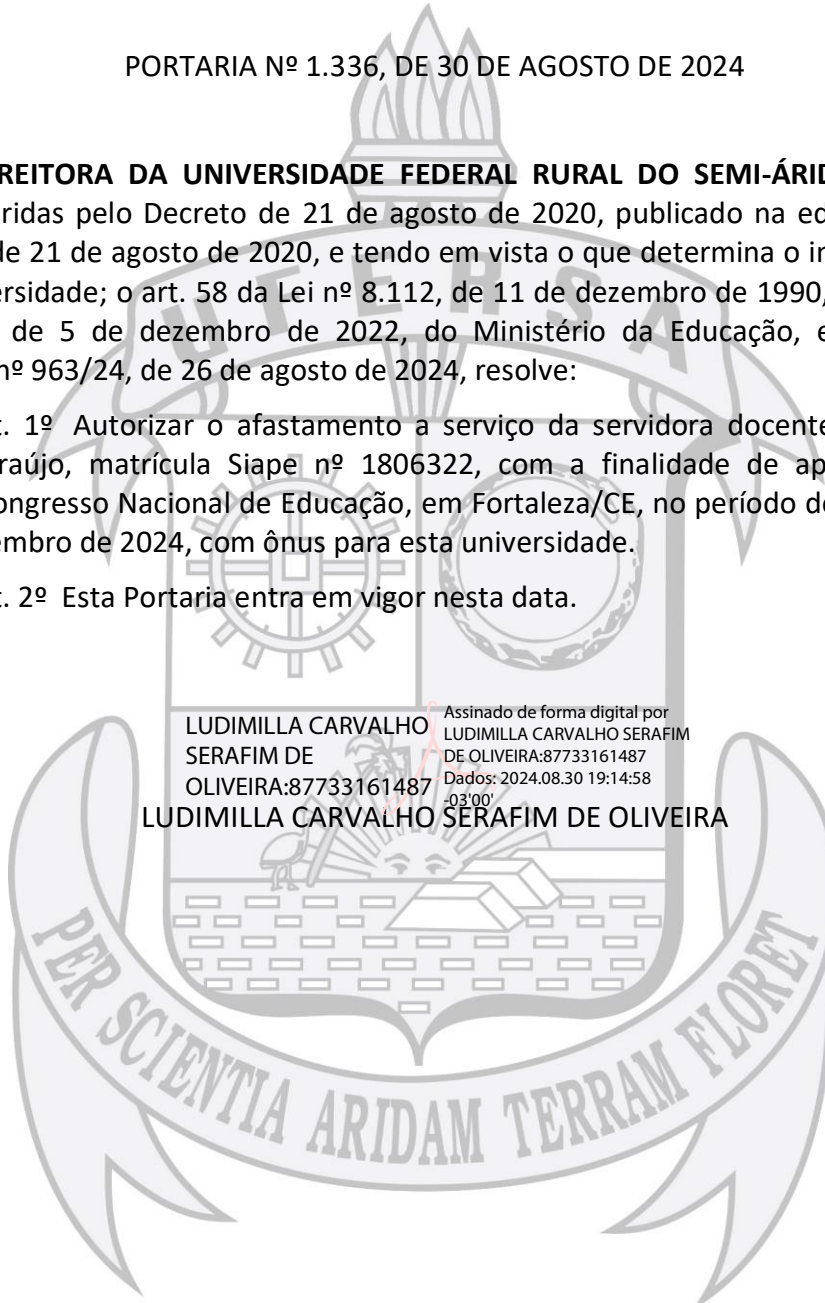 PORTARIA Nº 1.336, DE 30 DE AGOSTO DE 2024
REITORA DA UNIVERSIDADE FEDERAL RURAL DO SEMI-ÁRID
ridas pelo Decreto de 21 de agosto de 2020, publicado na ed
de 21 de agosto de 2020, e tendo em vista o que determina o in
ersidade; o art. 58 da Lei nº 8.112, de 11 de dezembro de 1990,
de 5 de dezembro de 2022, do Ministério da Educação, e
nº 963/24, de 26 de agosto de 2024, resolve:
t. 1º Autorizar o afastamento a serviço da servidora docente
raújo, matrícula Siape nº 1806322, com a finalidade de ap
ongresso Nacional de Educação, em Fortaleza/CE, no período de
embro de 2024, com ônus para esta universidade.
t. 2º Esta Portaria entra em vigor nesta data.
LUDIMILLA CARVALHO
SERAFIM DE
OLIVEIRA:87733161487
Assinado de forma digital por
LUDIMILLA CARVALHO SERAFIM
DE OLIVEIRA:87733161487
Dados: 2024.08.30 19:14:58
-03'00'
LUDIMILLA CARVALHO SERAFIM DE OLIVEIRA
UFERSA
PER SCIENTIA ARIDAM TERRAM FLORET